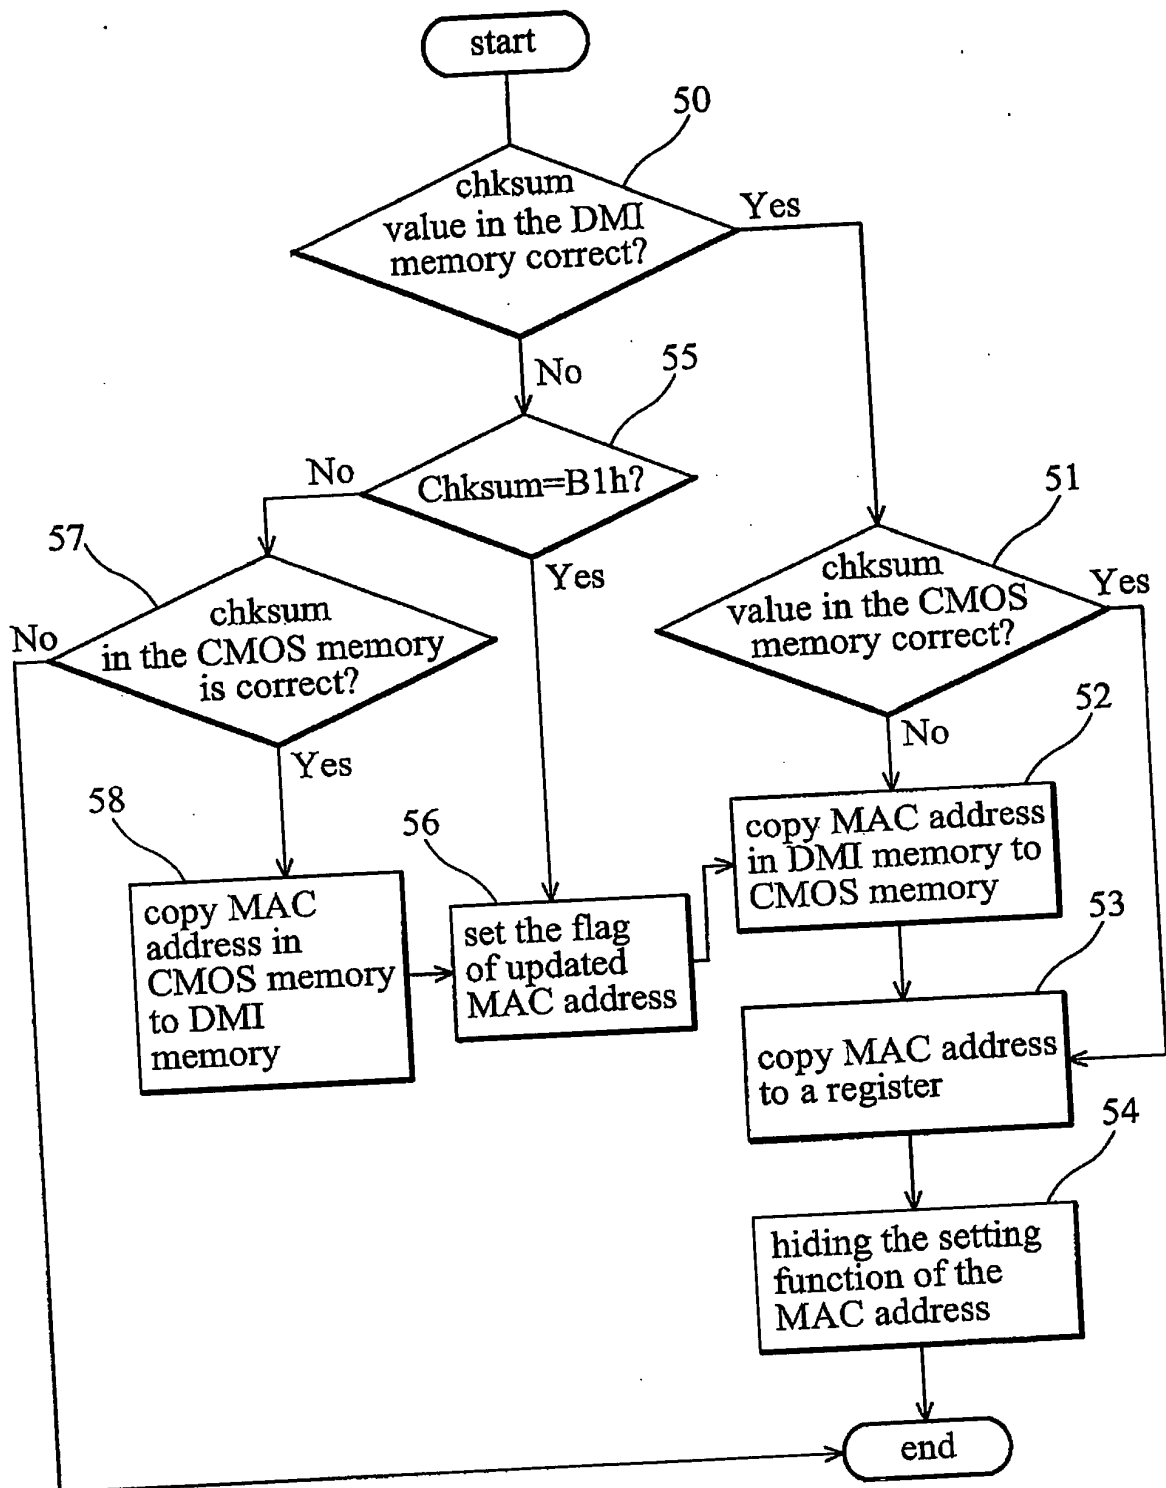 start
50
chksum
value in the DMI
memory correct?
Yes
No
55
Chksum=B1h?
No
Yes
51
chksum
value in the CMOS
memory correct?
Yes
No
57
chksum
in the CMOS memory
is correct?
No
Yes
58
copy MAC
address in
CMOS memory
to DMI
memory
56
set the flag
of updated
MAC address
52
copy MAC address
in DMI memory to
CMOS memory
53
copy MAC address
to a register
54
hiding the setting
function of the
MAC address
end